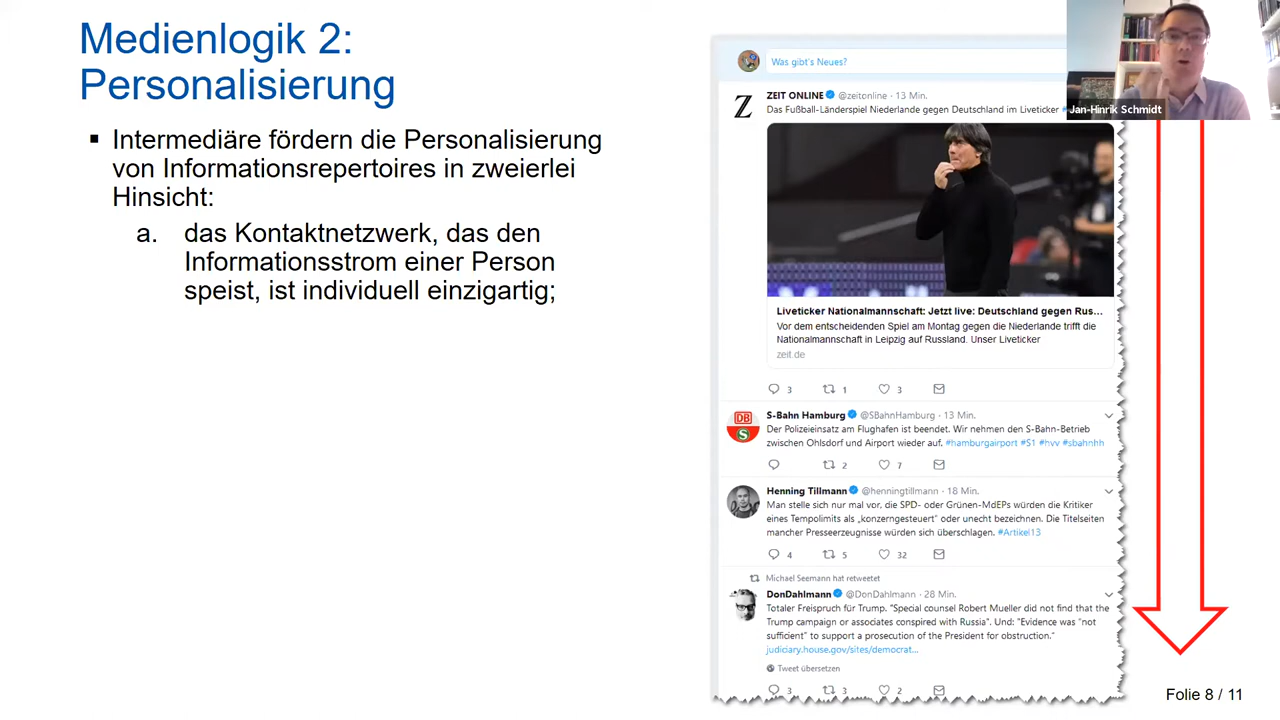 Medienlogik 2:
Personalisierung
Intermediäre fördern die Personalisierung
von Informationsrepertoires in zweierlei
Hinsicht:
a. das Kontaktnetzwerk, das den
Informationsstrom einer Person
speist, ist individuell einzigartig;
Was gibt's Neues?
ZEIT ONLINE @zeitonline · 13 Min.
Das Fußball-Länderspiel Niederlande gegen Deutschland im Liveticker
Liveticker Nationalmannschaft: Jetzt live: Deutschland gegen Rus...
Vor dem entscheidenden Spiel am Montag gegen die Niederlande trifft die
Nationalmannschaft in Leipzig auf Russland. Unser Liveticker
zeit.de
3 1 3
DB
S
S-Bahn Hamburg @SBahnHamburg · 13 Min.
Der Polizeieinsatz am Flughafen ist beendet. Wir nehmen den S-Bahn-Betrieb
zwischen Ohlsdorf und Airport wieder auf. #hamburgairport #S1 #hvv #sbahnhh
2 7
Henning Tillmann @henningtillmann · 18 Min.
Man stelle sich nur mal vor, die SPD- oder Grünen-MdEPs würden die Kritiker
eines Tempolimits als „konzerngesteuert" oder unecht bezeichnen. Die Titelseiten
mancher Presseerzeugnisse würden sich überschlagen. #Artikel13
4 5 32
Michael Seemann hat retweetet
DonDahlmann @DonDahlmann · 28 Min.
Totaler Freispruch für Trump. "Special counsel Robert Mueller did not find that the
Trump campaign or associates conspired with Russia". Und: "Evidence was "not
sufficient" to support a prosecution of the President for obstruction."
judiciary.house.gov/sites/democrat...
Tweet übersetzen
3 3 2
Jan-Hinrik Schmidt
Folie 8 / 11